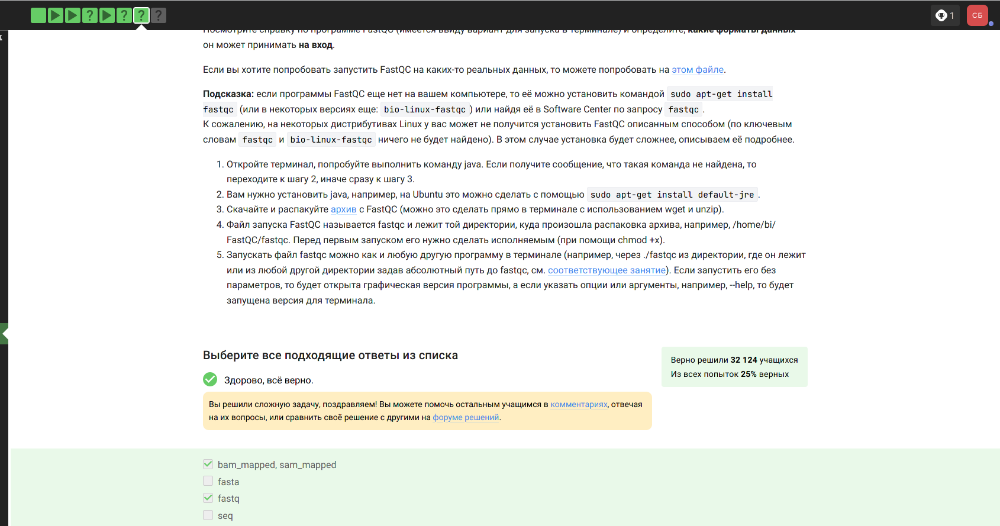 1
СБ
Посмотрите справку по программе FastQC (имеется ввиду вариант для запуска в терминале) и определите, какие форматы данных
он может принимать на вход.
Если вы хотите попробовать запустить FastQC на каких-то реальных данных, то можете попробовать на этом файле.
Подсказка: если программы FastQC еще нет на вашем компьютере, то её можно установить командой sudo apt-get install
fastqc (или в некоторых версиях еще: bio-linux-fastqc ) или найдя её в Software Center по запросу fastqc .
К сожалению, на некоторых дистрибутивах Linux у вас может не получится установить FastQC описанным способом (по ключевым
словам fastqc и bio-linux-fastqc ничего не будет найдено). В этом случае установка будет сложнее, описываем её подробнее.
1. Откройте терминал, попробуйте выполнить команду java. Если получите сообщение, что такая команда не найдена, то
переходите к шагу 2, иначе сразу к шагу 3.
2. Вам нужно установить java, например, на Ubuntu это можно сделать с помощью sudo apt-get install default-jre .
3. Скачайте и распакуйте архив с FastQC (можно это сделать прямо в терминале с использованием wget и unzip).
4. Файл запуска FastQC называется fastqc и лежит той директории, куда произошла распаковка архива, например, /home/bi/
FastQC/fastqc. Перед первым запуском его нужно сделать исполняемым (при помощи chmod +x).
5. Запускать файл fastqc можно как и любую другую программу в терминале (например, через ./fastqc из директории, где он лежит
или из любой другой директории задав абсолютный путь до fastqc, см. соответствующее занятие). Если запустить его без
параметров, то будет открыта графическая версия программы, а если указать опции или аргументы, например, --help, то будет
запущена версия для терминала.
Выберите все подходящие ответы из списка
Верно решили 32 124 учащихся
Из всех попыток 25% верных
Здорово, всё верно.
Вы решили сложную задачу, поздравляем! Вы можете помочь остальным учащимся в комментариях, отвечая
на их вопросы, или сравнить своё решение с другими на форуме решений.
bam_mapped, sam_mapped
fasta
fastq
seq